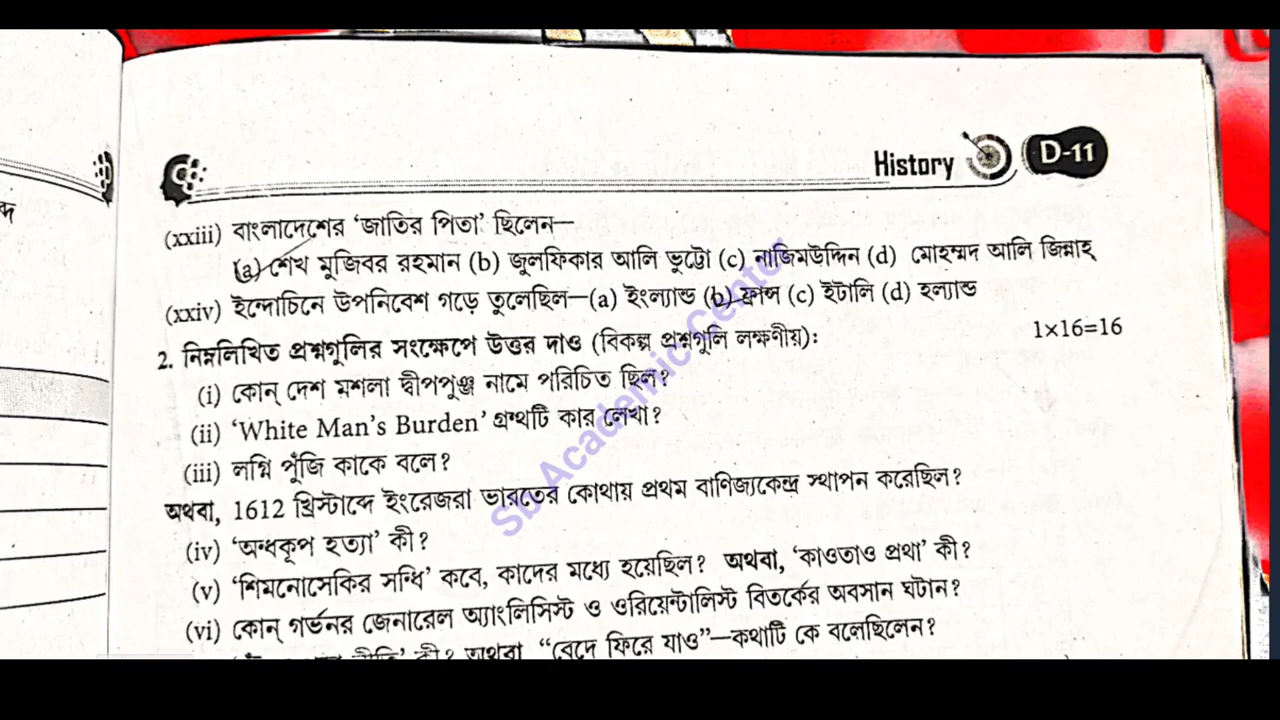 History D-11
(xxiii) বাংলাদেশের 'জাতির পিতা' ছিলেন—
(a) শেখ মুজিবর রহমান (b) জুলফিকার আলি ভুট্টো (c) নাজিমউদ্দিন (d) মোহম্মদ আলি জিন্নাহ্
(xxiv) ইন্দোচিনে উপনিবেশ গড়ে তুলেছিল—(a) ইংল্যান্ড (b) ফ্রান্স (c) ইটালি (d) হল্যান্ড
2. নিম্নলিখিত প্রশ্নগুলির সংক্ষেপে উত্তর দাও (বিকল্প প্রশ্নগুলি লক্ষণীয়): 1×16=16
(i) কোন্ দেশ মশলা দ্বীপপুঞ্জ নামে পরিচিত ছিল?
(ii) 'White Man's Burden' গ্রন্থটি কার লেখা?
(iii) লগ্নি পুঁজি কাকে বলে?
অথবা, 1612 খ্রিস্টাব্দে ইংরেজরা ভারতের কোথায় প্রথম বাণিজ্যকেন্দ্র স্থাপন করেছিল?
(iv) 'অন্ধকূপ হত্যা' কী?
(v) 'শিমনোসেকির সন্ধি' কবে, কাদের মধ্যে হয়েছিল? অথবা, 'কাওতাও প্রথা' কী?
(vi) কোন্ গর্ভনর জেনারেল অ্যাংলিসিস্ট ও ওরিয়েন্টালিস্ট বিতর্কের অবসান ঘটান?
কী? অথবা "বেদে ফিরে যাও"—কথাটি কে বলেছিলেন?